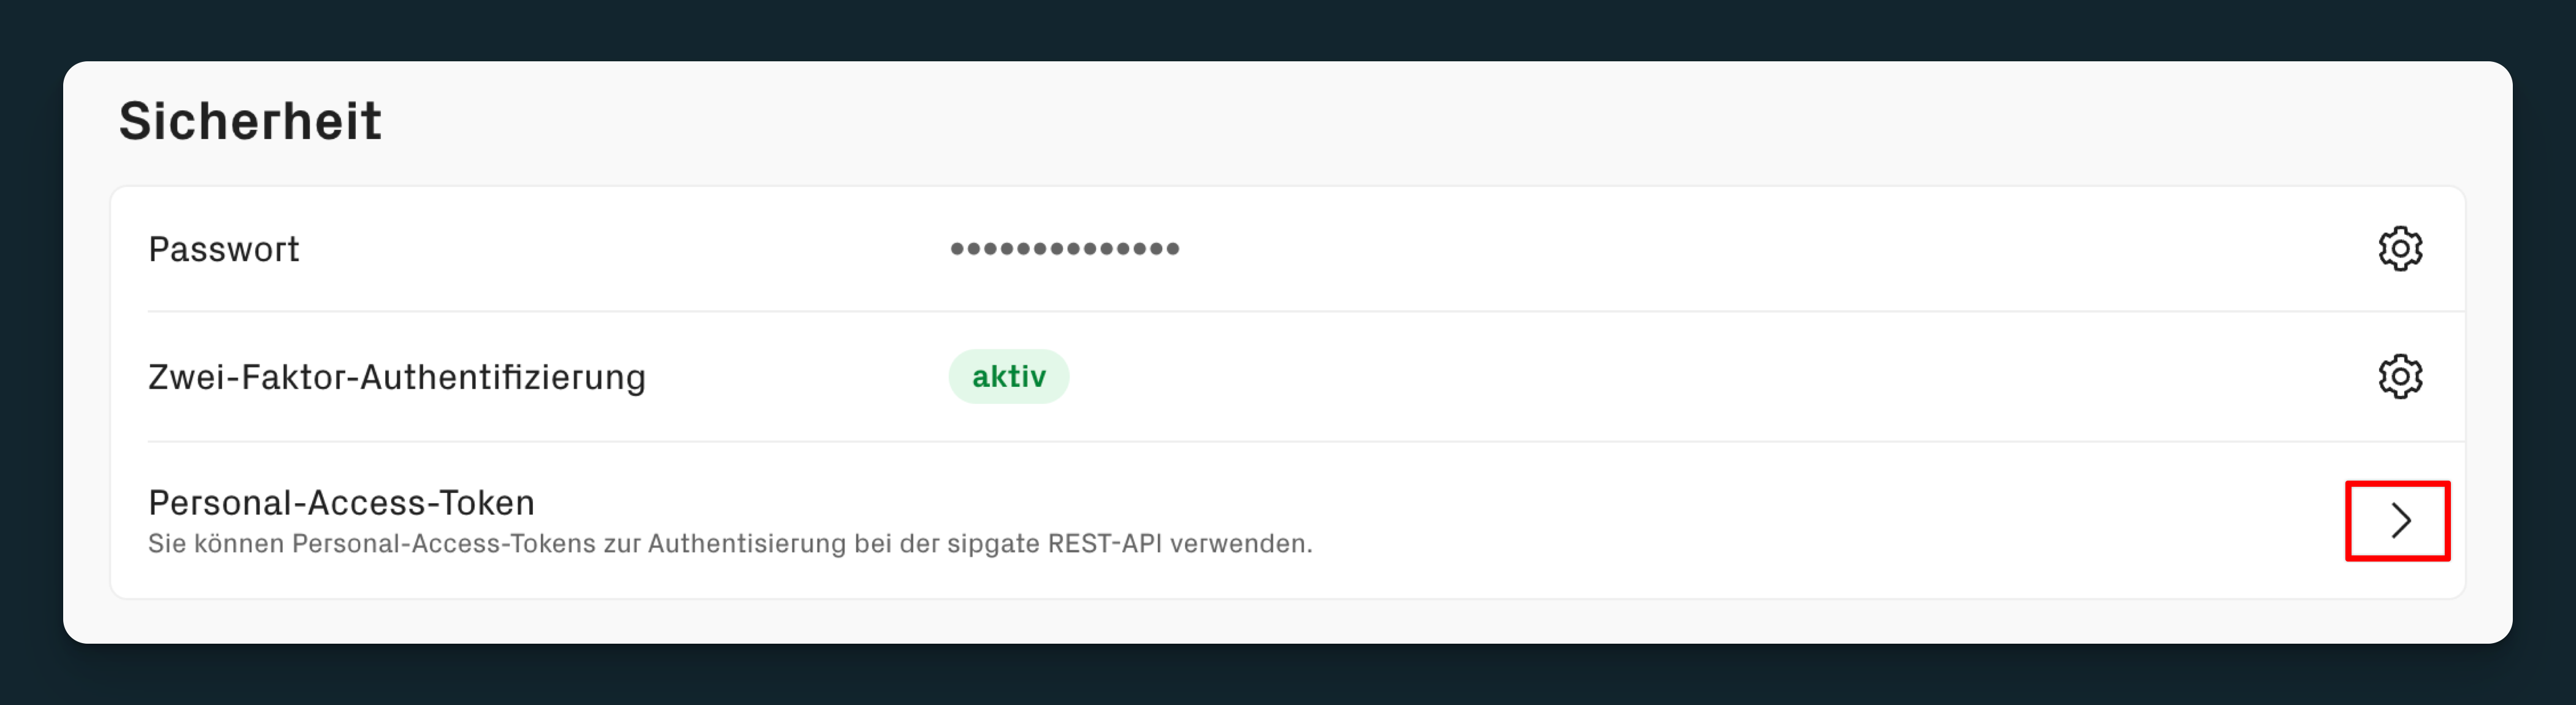 Sicherheit
Passwort ••••••••••••••
Zwei-Faktor-Authentifizierung aktiv
Personal-Access-Token
Sie können Personal-Access-Tokens zur Authentisierung bei der sipgate REST-API verwenden.